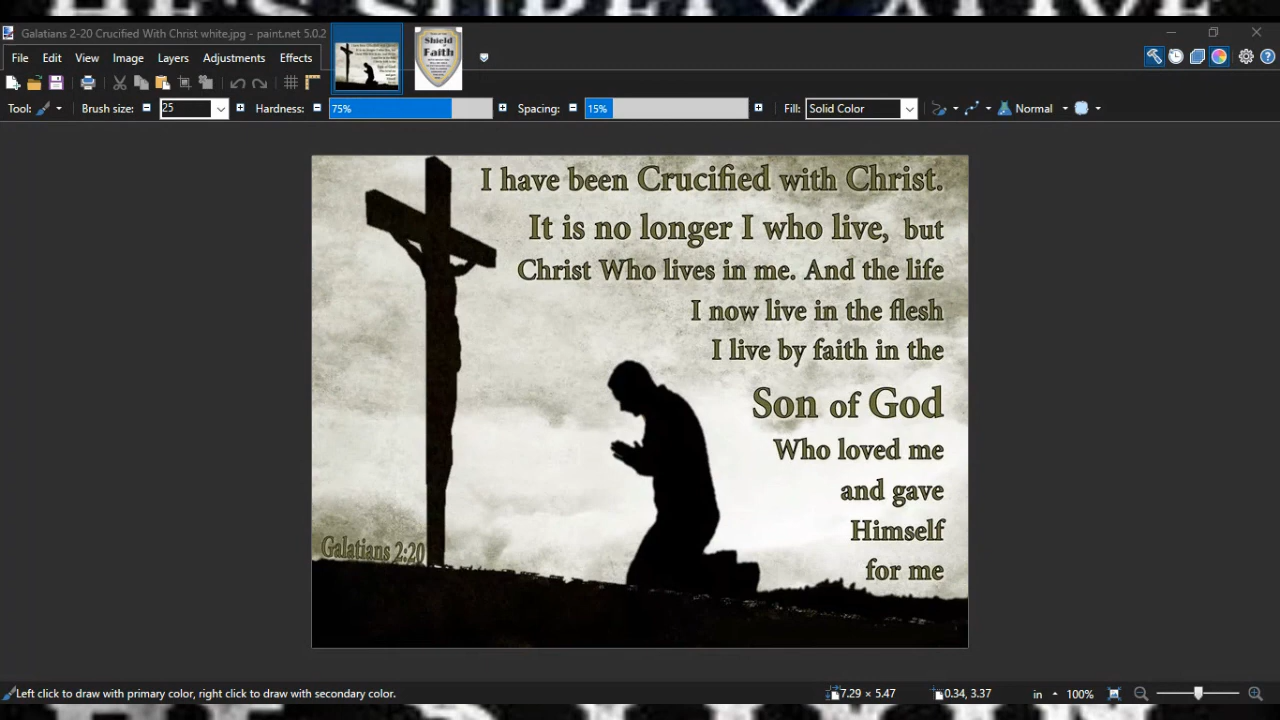 HE'S SUPPLY ALIVE
Galatians 2-20 Crucified With Christ white.jpg - paint.net 5.0.2
File Edit View Image Layers Adjustments Effects
Shield
of
Faith
Tool: Brush size: 25 Hardness: 75% Spacing: 15% Fill: Solid Color Normal
I have been Crucified with Christ.
It is no longer I who live, but
Christ Who lives in me. And the life
I now live in the flesh
I live by faith in the
Son of God
Who loved me
and gave
Himself
for me
Galatians 2:20
Left click to draw with primary color, right click to draw with secondary color. 7.29 × 5.47 0.34, 3.37 in 100%